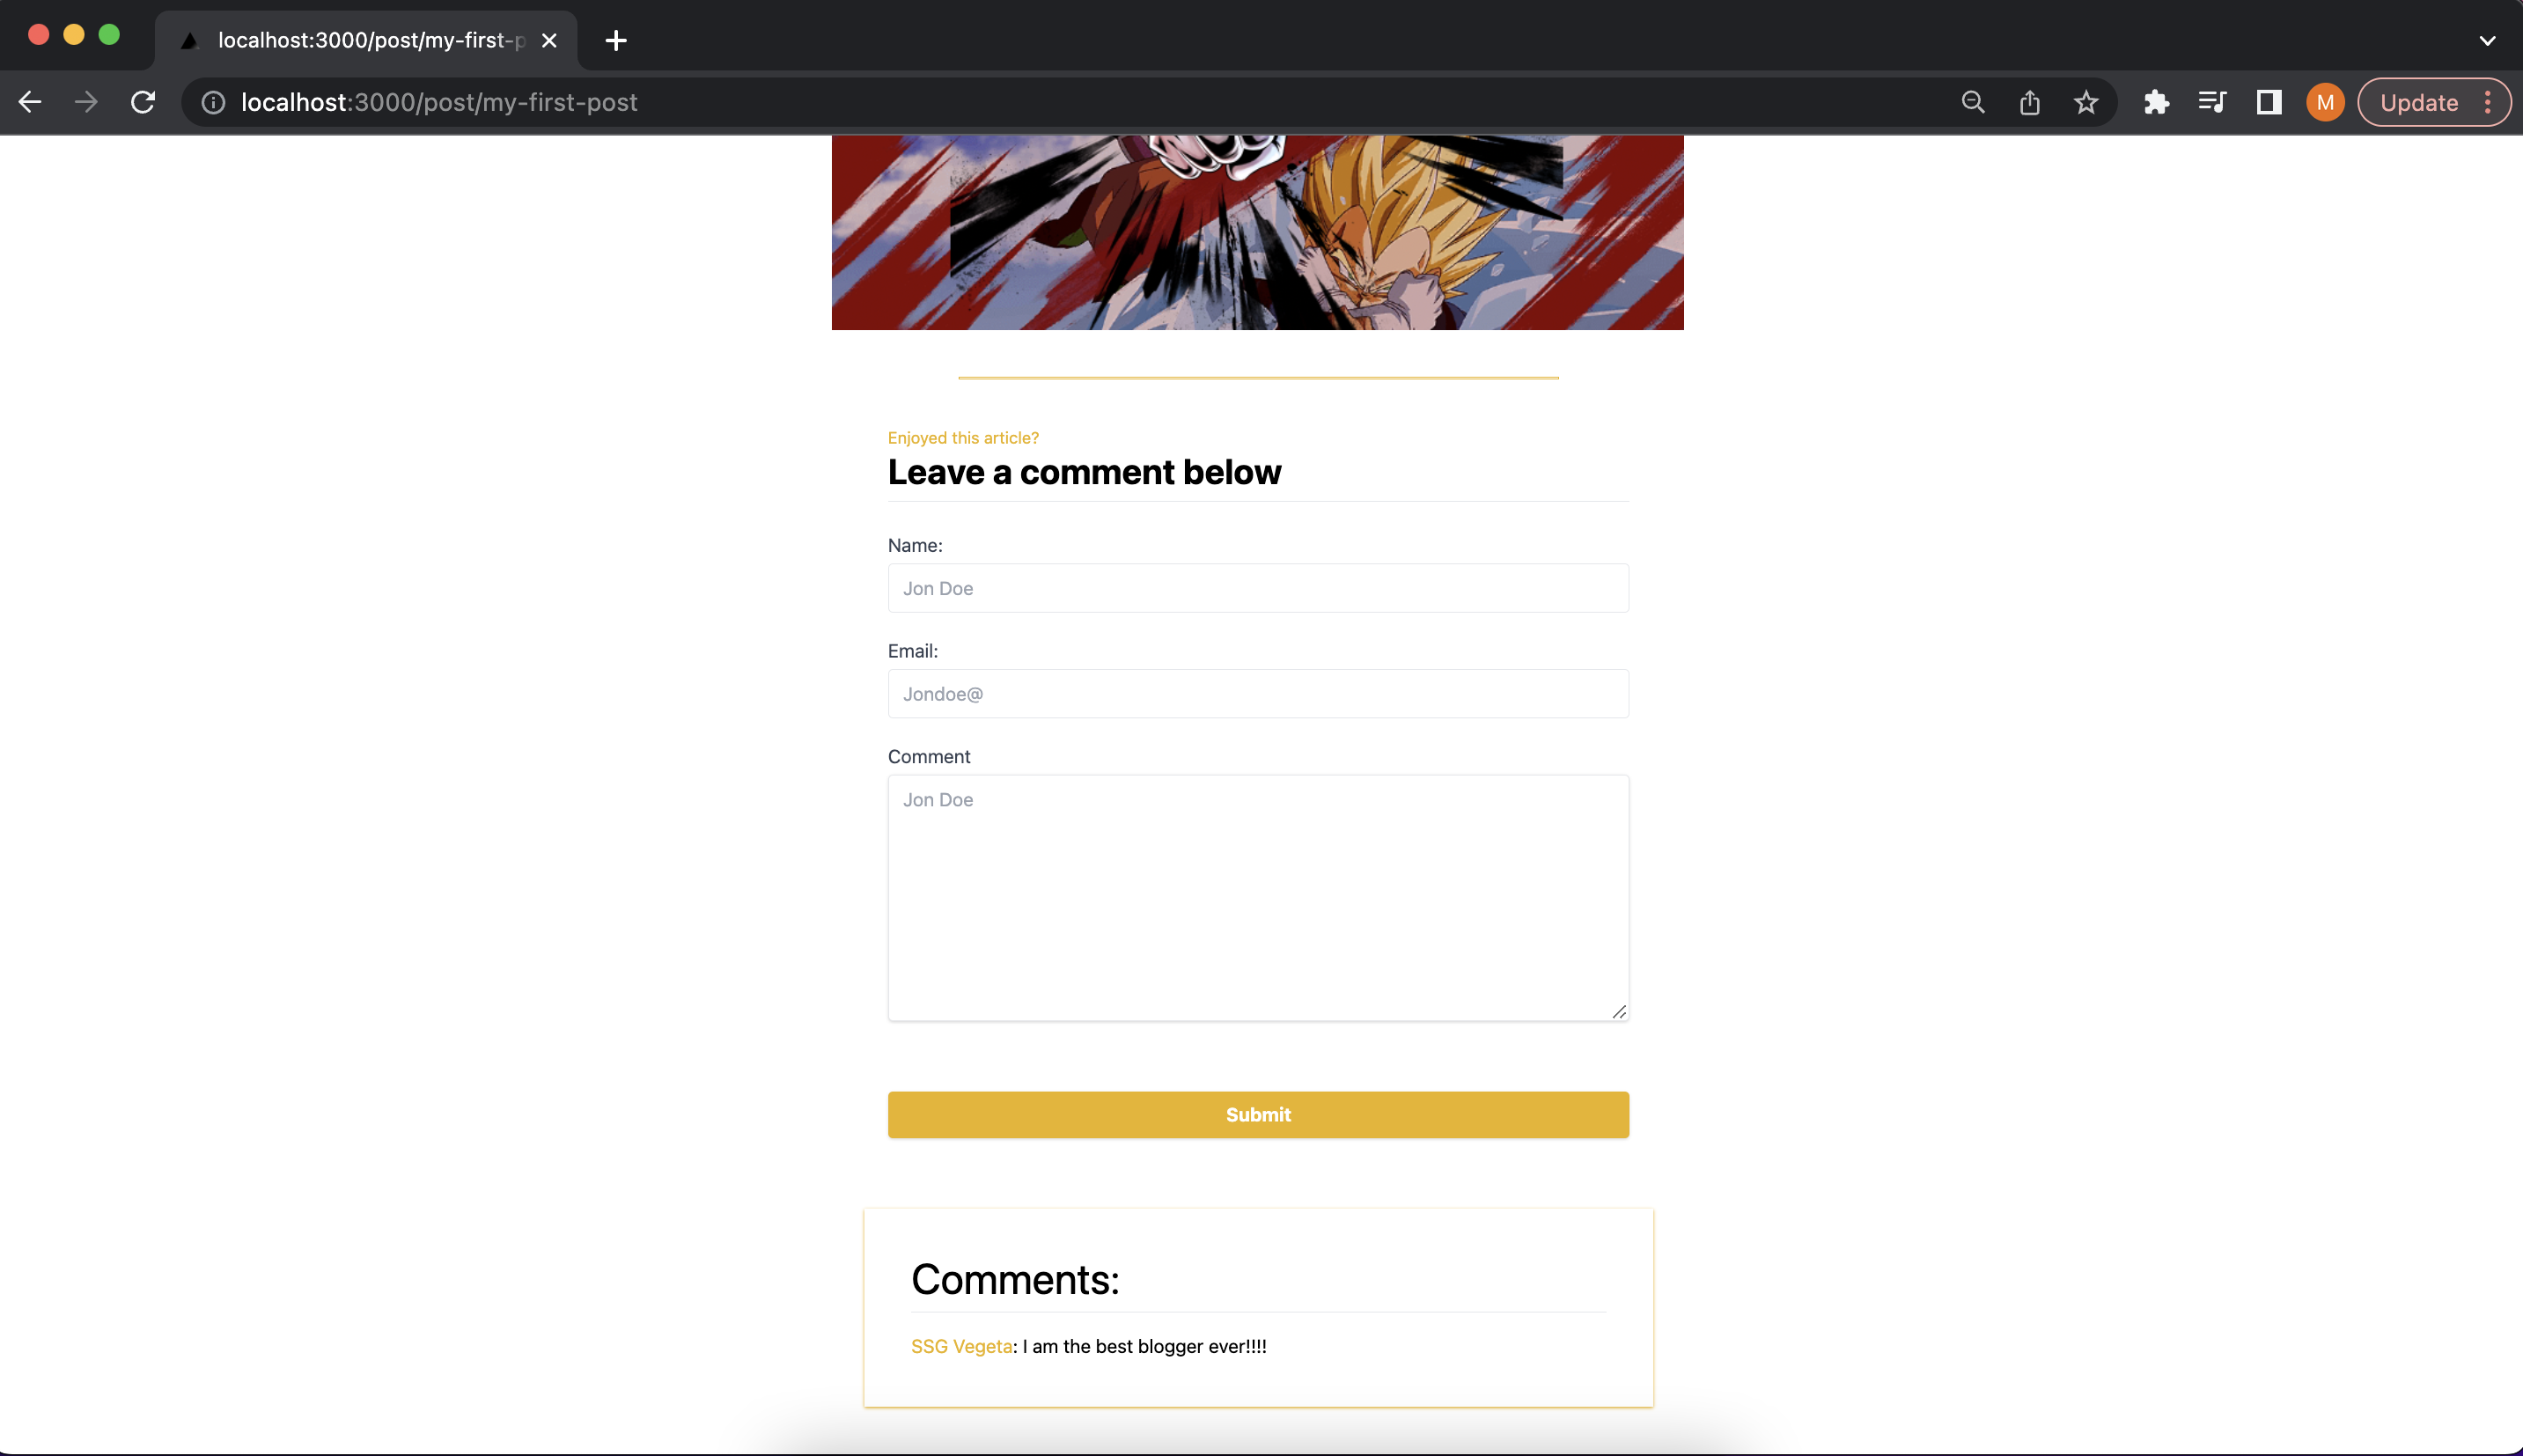 localhost:3000/post/my-first-p
localhost:3000/post/my-first-post
M
Update
Enjoyed this article?
Leave a comment below
Name:
Jon Doe
Email:
Jondoe@
Comment
Jon Doe
Submit
Comments:
SSG Vegeta: I am the best blogger ever!!!!